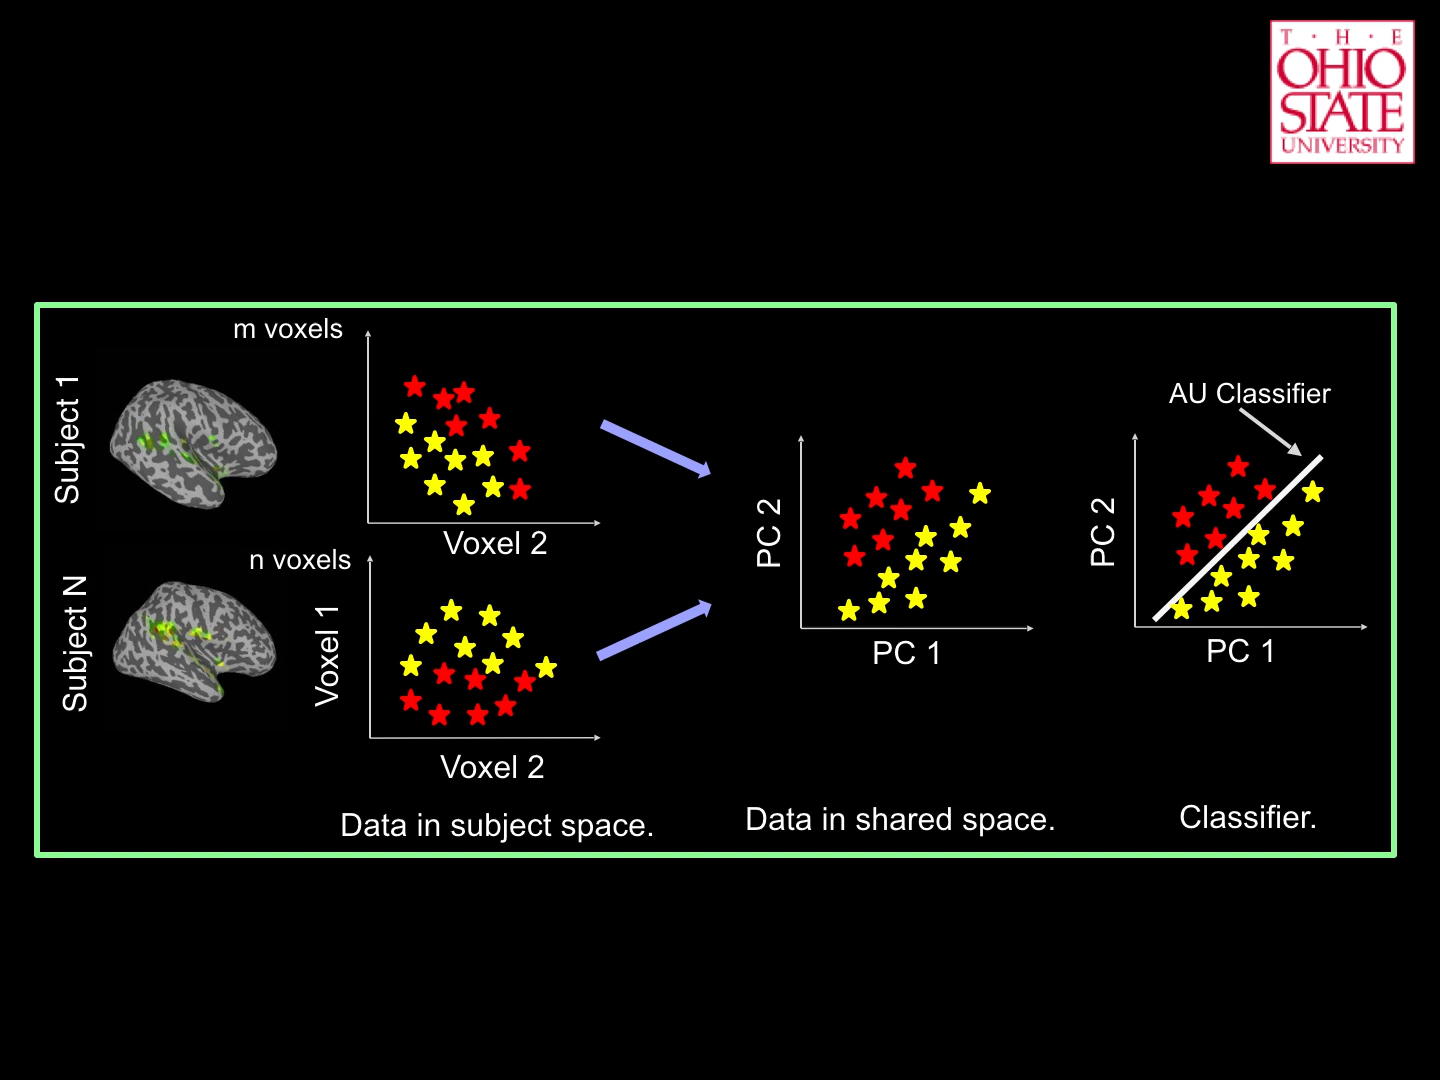 T · H · E
OHIO
STATE
UNIVERSITY
m voxels
Subject 1
Voxel 2
n voxels
Subject N
Voxel 1
Voxel 2
Data in subject space.
PC 2
PC 1
Data in shared space.
AU Classifier
PC 2
PC 1
Classifier.